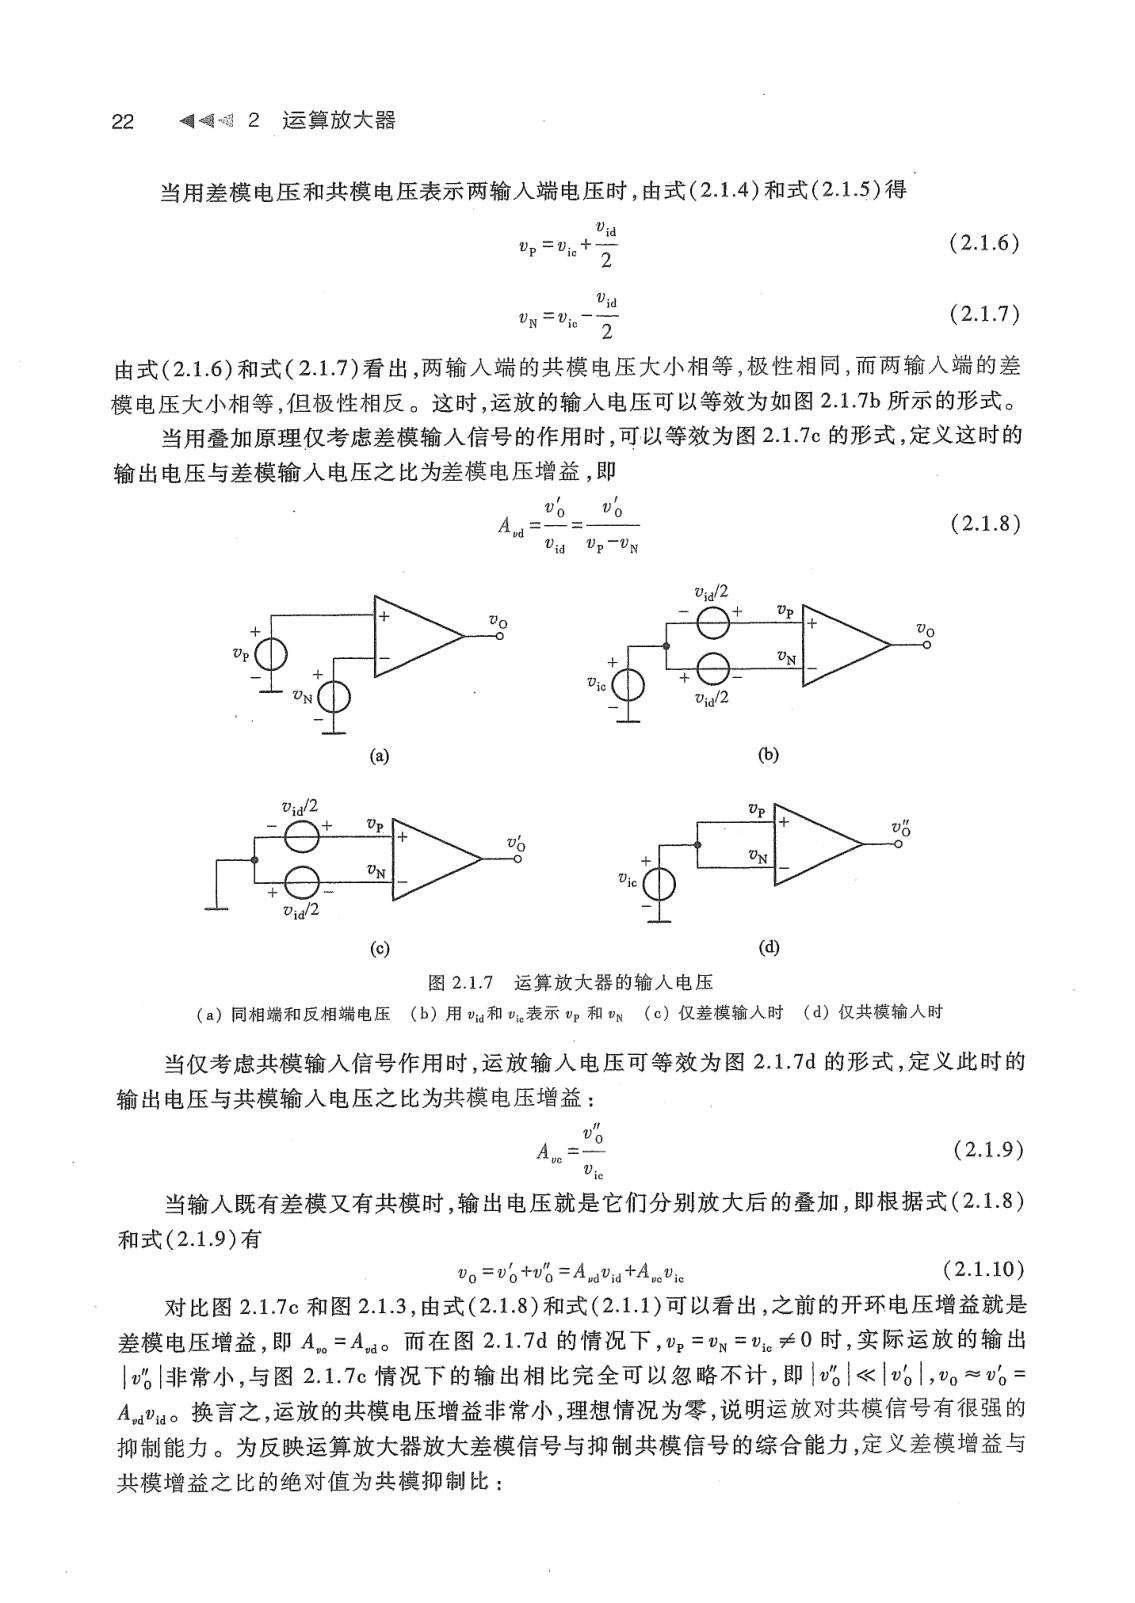 22 2 运算放大器
当用差模电压和共模电压表示两输入端电压时,由式(2.1.4)和式(2.1.5)得
v_P = v_ic + v_id/2 (2.1.6)
v_N = v_ic − v_id/2 (2.1.7)
由式(2.1.6)和式(2.1.7)看出,两输入端的共模电压大小相等,极性相同,而两输入端的差
模电压大小相等,但极性相反。这时,运放的输入电压可以等效为如图 2.1.7b 所示的形式。
当用叠加原理仅考虑差模输入信号的作用时,可以等效为图 2.1.7c 的形式,定义这时的
输出电压与差模输入电压之比为差模电压增益,即
A_vd = v′_O/v_id = v′_O/(v_P − v_N) (2.1.8)
+ v_P − + v_N − + − v_O
(a)
v_id/2 − + v_P + v_O
+ v_ic − + − v_N − v_id/2
(b)
v_id/2 − + v_P + v′_O
+ − v_N − v_id/2
(c)
v_P + v″_O
+ v_ic − v_N −
(d)
图 2.1.7 运算放大器的输入电压
(a) 同相端和反相端电压 (b) 用 v_id和 v_ic表示 v_P 和 v_N (c) 仅差模输入时 (d) 仅共模输入时
当仅考虑共模输入信号作用时,运放输入电压可等效为图 2.1.7d 的形式,定义此时的
输出电压与共模输入电压之比为共模电压增益:
A_vc = v″_O/v_ic (2.1.9)
当输入既有差模又有共模时,输出电压就是它们分别放大后的叠加,即根据式(2.1.8)
和式(2.1.9)有
v_O = v′_O + v″_O = A_vd v_id + A_vc v_ic (2.1.10)
对比图 2.1.7c 和图 2.1.3,由式(2.1.8)和式(2.1.1)可以看出,之前的开环电压增益就是
差模电压增益,即 A_vo = A_vd。而在图 2.1.7d 的情况下,v_P = v_N = v_ic ≠ 0 时,实际运放的输出
|v″_O|非常小,与图 2.1.7c 情况下的输出相比完全可以忽略不计,即|v″_O|≪|v′_O|,v_O ≈ v′_O =
A_vd v_id。换言之,运放的共模电压增益非常小,理想情况为零,说明运放对共模信号有很强的
抑制能力。为反映运算放大器放大差模信号与抑制共模信号的综合能力,定义差模增益与
共模增益之比的绝对值为共模抑制比: